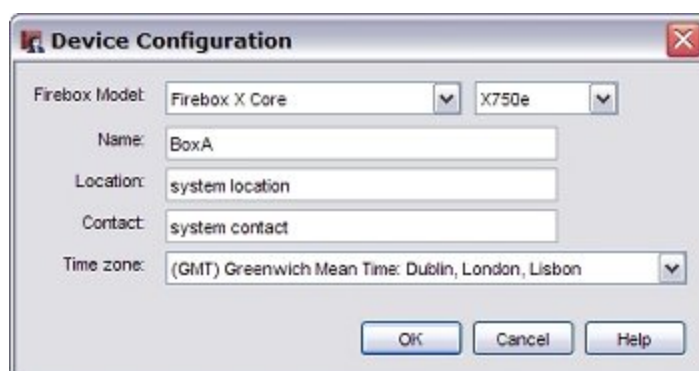 Device Configuration
Firebox Model: Firebox X Core X750e
Name: BoxA
Location: system location
Contact: system contact
Time zone: (GMT) Greenwich Mean Time: Dublin, London, Lisbon
OK Cancel Help